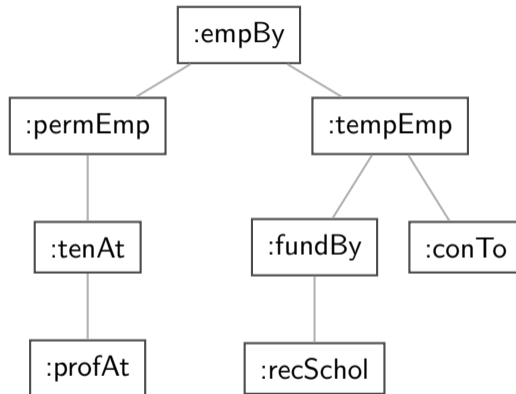 :empBy
:permEmp
:tempEmp
:tenAt
:fundBy
:conTo
:profAt
:recSchol